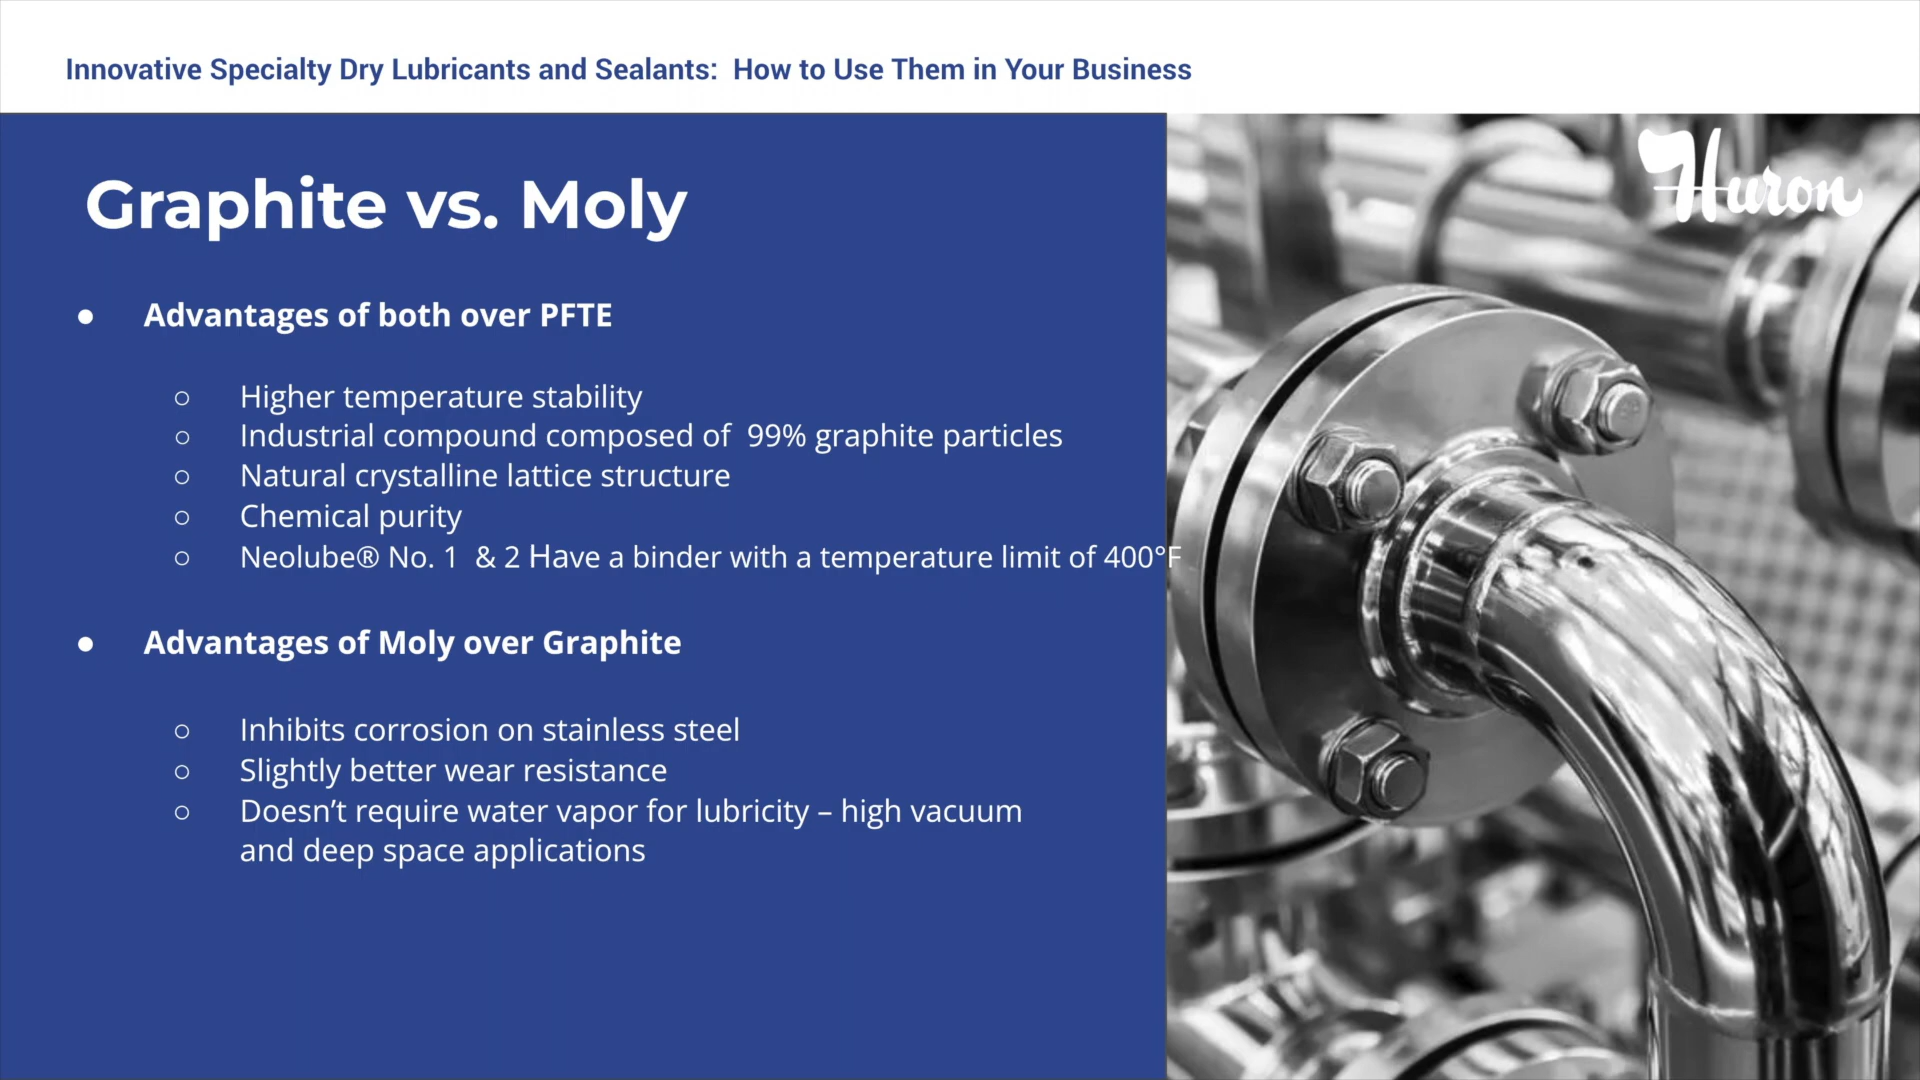 Innovative Specialty Dry Lubricants and Sealants:  How to Use Them in Your Business
Huron
Graphite vs. Moly
● Advantages of both over PFTE
○ Higher temperature stability
○ Industrial compound composed of  99% graphite particles
○ Natural crystalline lattice structure
○ Chemical purity
○ Neolube® No. 1  & 2 Have a binder with a temperature limit of 400°F
● Advantages of Moly over Graphite
○ Inhibits corrosion on stainless steel
○ Slightly better wear resistance
○ Doesn’t require water vapor for lubricity – high vacuum
and deep space applications